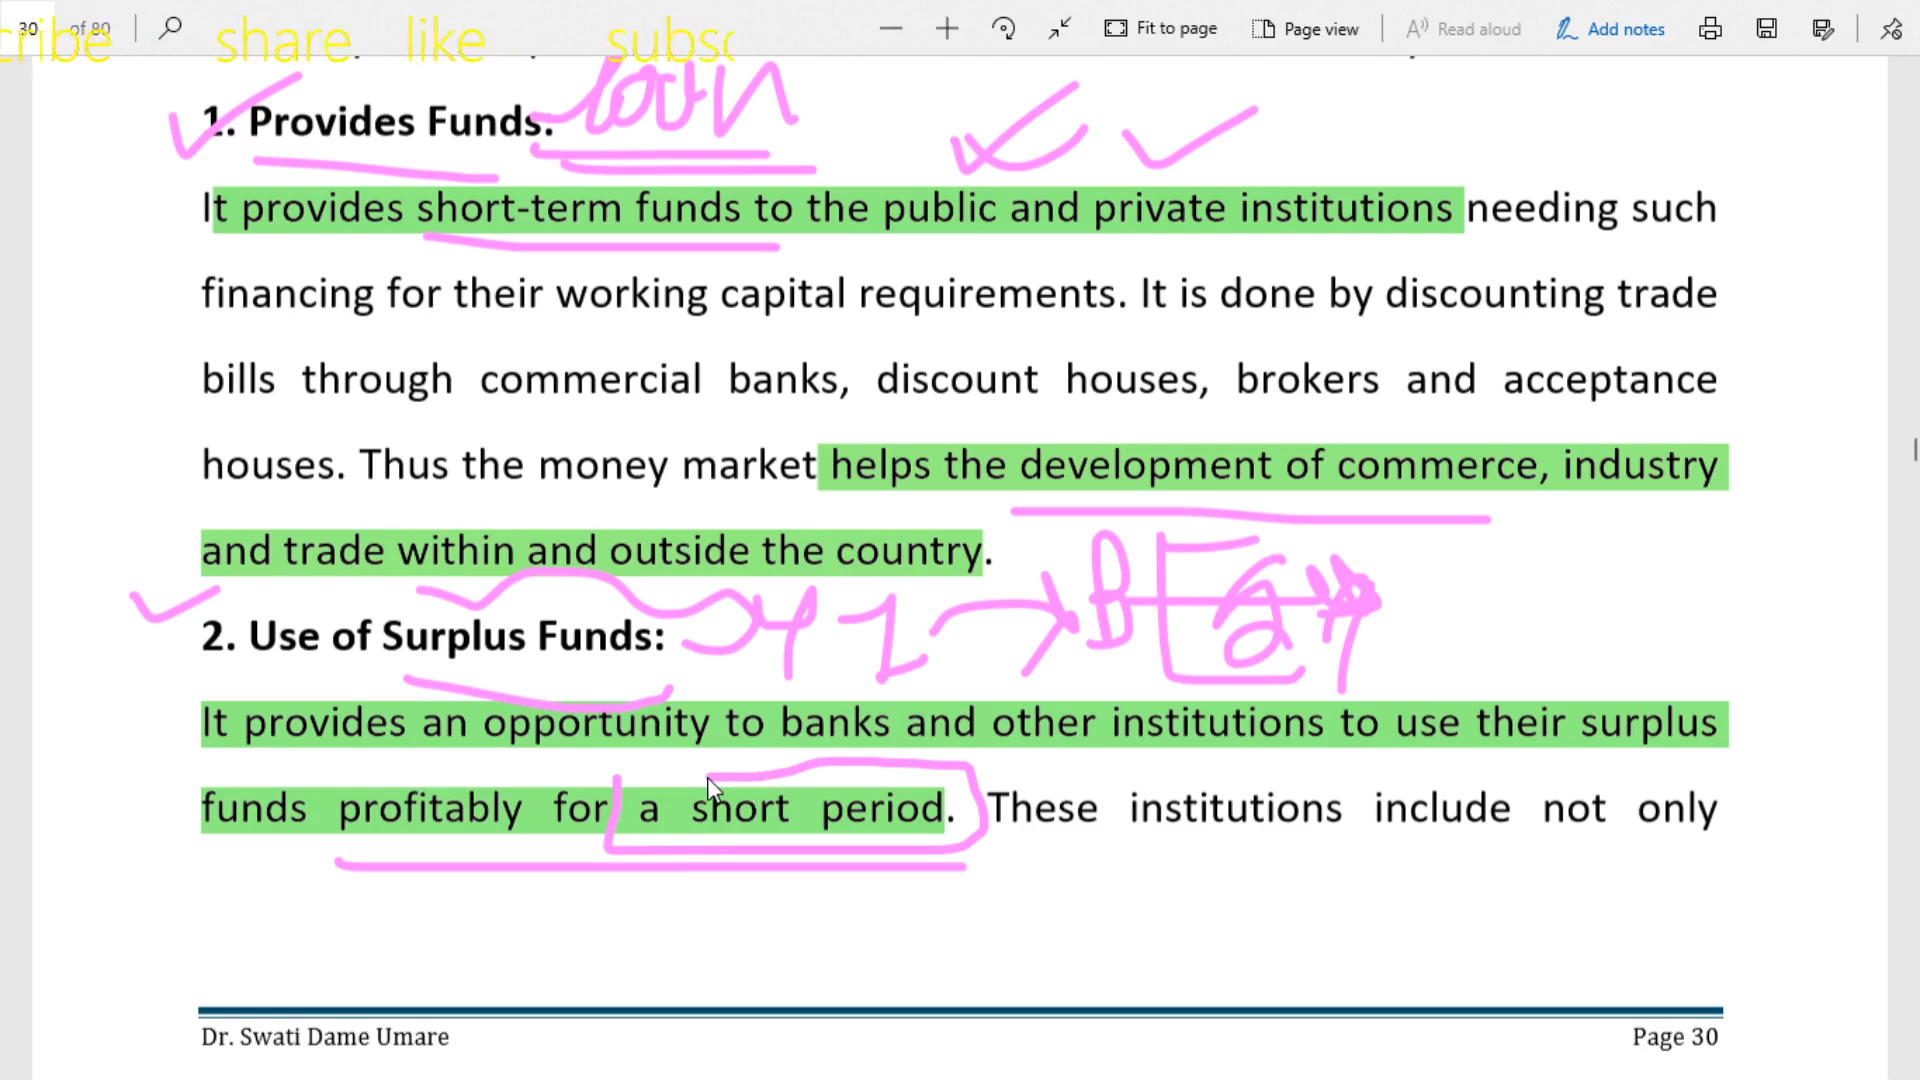 30 of 80 Fit to page Page view Read aloud Add notes
cribe share like subsc
loan
1. Provides Funds:
It provides short-term funds to the public and private institutions needing such
financing for their working capital requirements. It is done by discounting trade
bills through commercial banks, discount houses, brokers and acceptance
houses. Thus the money market helps the development of commerce, industry
and trade within and outside the country.
2. Use of Surplus Funds:
It provides an opportunity to banks and other institutions to use their surplus
funds profitably for a short period. These institutions include not only
Dr. Swati Dame Umare Page 30